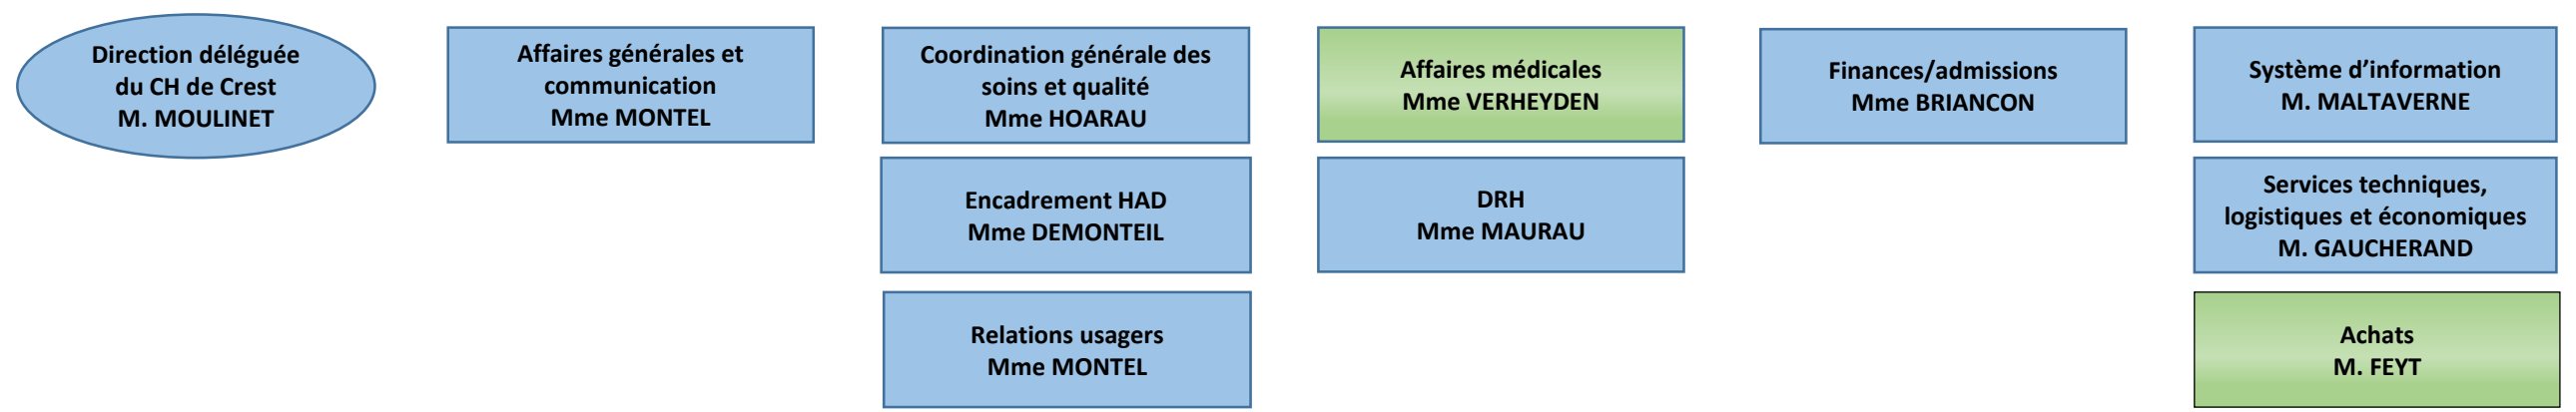 Direction déléguée
du CH de Crest
M. MOULINET
Affaires générales et
communication
Mme MONTEL
Coordination générale des
soins et qualité
Mme HOARAU
Affaires médicales
Mme VERHEYDEN
Finances/admissions
Mme BRIANCON
Système d’information
M. MALTAVERNE
Encadrement HAD
Mme DEMONTEIL
DRH
Mme MAURAU
Services techniques,
logistiques et économiques
M. GAUCHERAND
Relations usagers
Mme MONTEL
Achats
M. FEYT